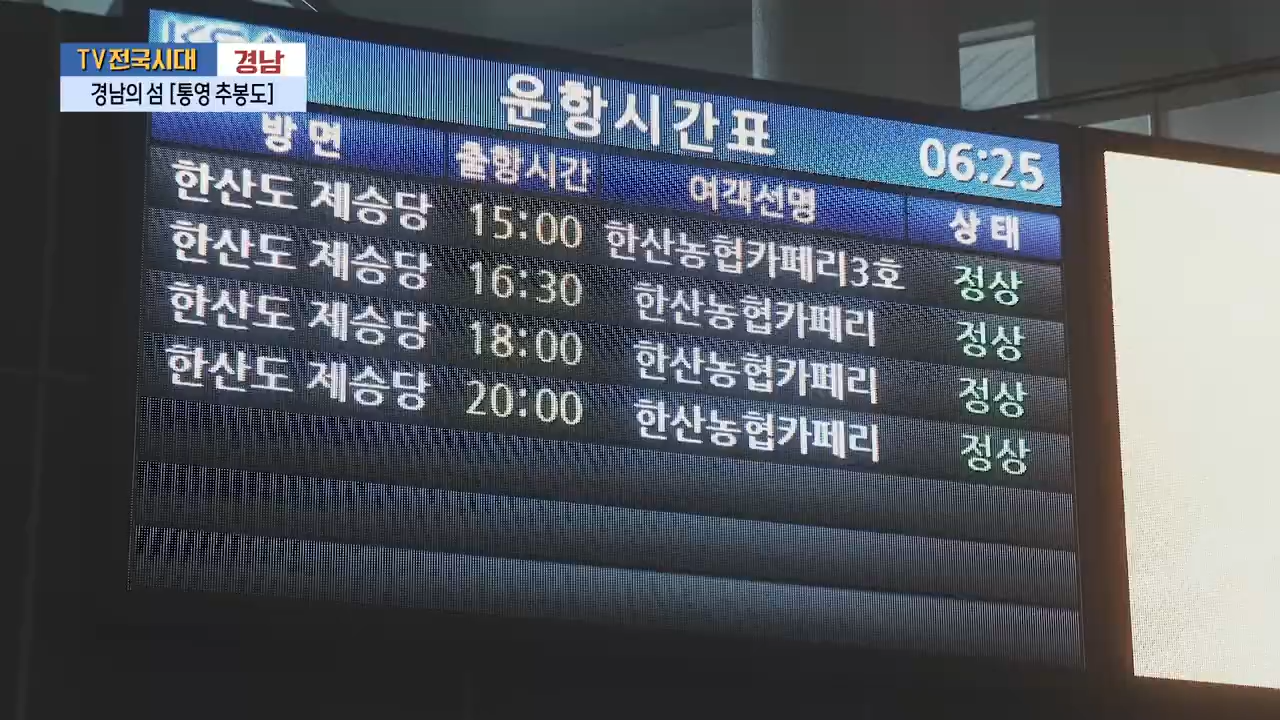 TV전국시대 경남
경남의 섬 [통영 추봉도]
KSA
운항시간표 06:25
방면 출항시간 여객선명 상태
한산도 제승당 15:00 한산농협카페리3호 정상
한산도 제승당 16:30 한산농협카페리 정상
한산도 제승당 18:00 한산농협카페리 정상
한산도 제승당 20:00 한산농협카페리 정상